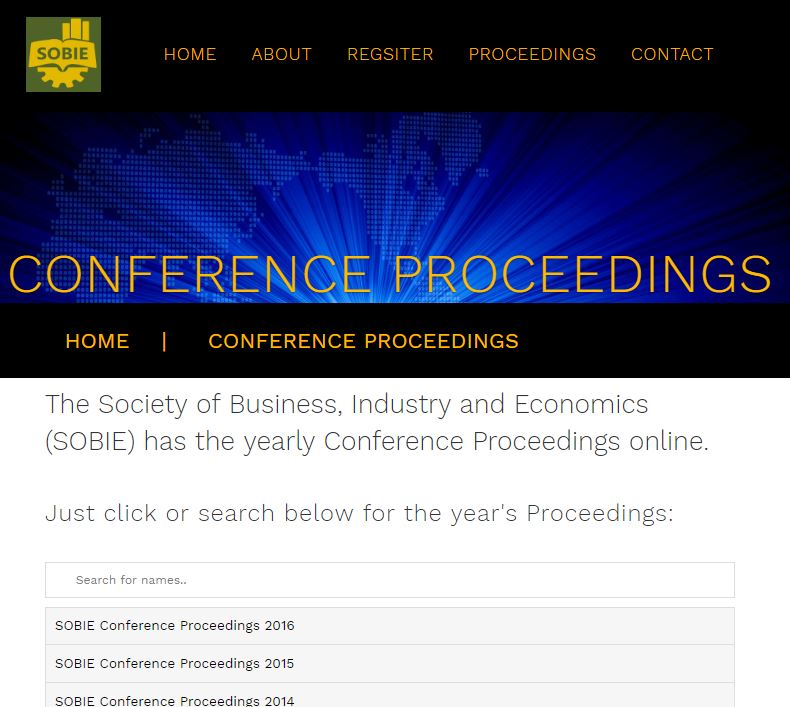 SOBIE
HOME ABOUT REGSITER PROCEEDINGS CONTACT
CONFERENCE PROCEEDINGS
HOME | CONFERENCE PROCEEDINGS
The Society of Business, Industry and Economics
(SOBIE) has the yearly Conference Proceedings online.
Just click or search below for the year's Proceedings:
Search for names..
SOBIE Conference Proceedings 2016
SOBIE Conference Proceedings 2015
SOBIE Conference Proceedings 2014